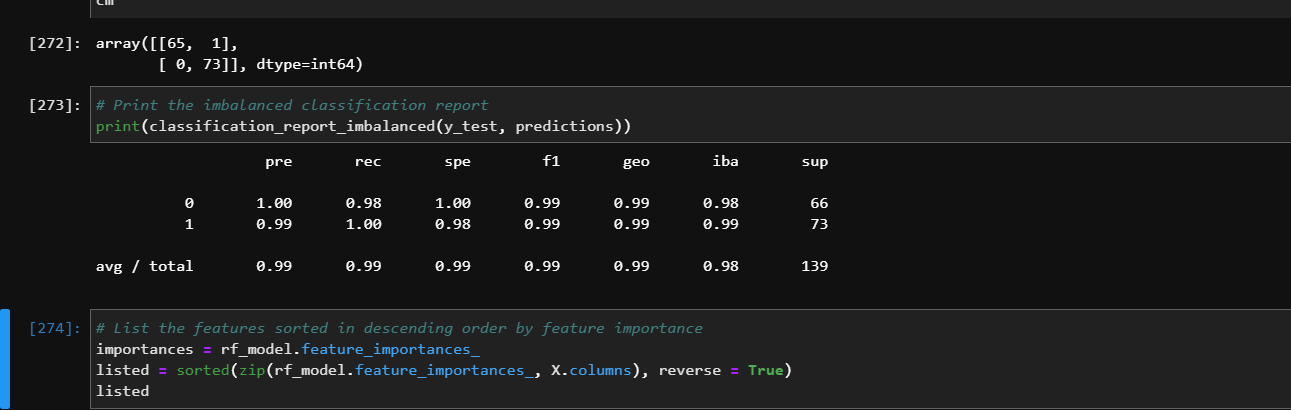 cm
[272]: array([[65,  1],
       [ 0, 73]], dtype=int64)
[273]: # Print the imbalanced classification report
print(classification_report_imbalanced(y_test, predictions))
pre rec spe f1 geo iba sup
0 1.00 0.98 1.00 0.99 0.99 0.98 66
1 0.99 1.00 0.98 0.99 0.99 0.99 73
avg / total 0.99 0.99 0.99 0.99 0.99 0.98 139
[274]: # List the features sorted in descending order by feature importance
importances = rf_model.feature_importances_
listed = sorted(zip(rf_model.feature_importances_, X.columns), reverse = True)
listed